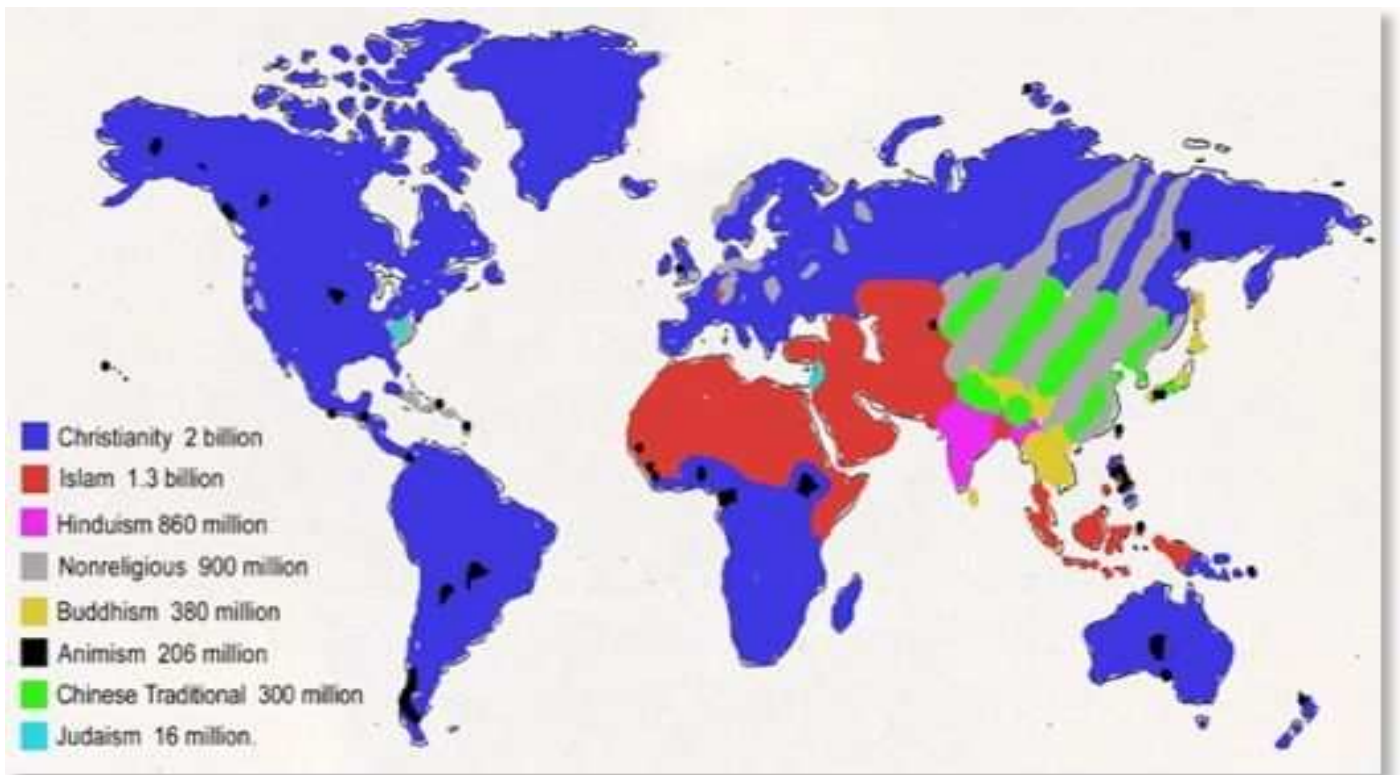 Christianity 2 billion
Islam 1.3 billion
Hinduism 860 million
Nonreligious 900 million
Buddhism 380 million
Animism 206 million
Chinese Traditional 300 million
Judaism 16 million.